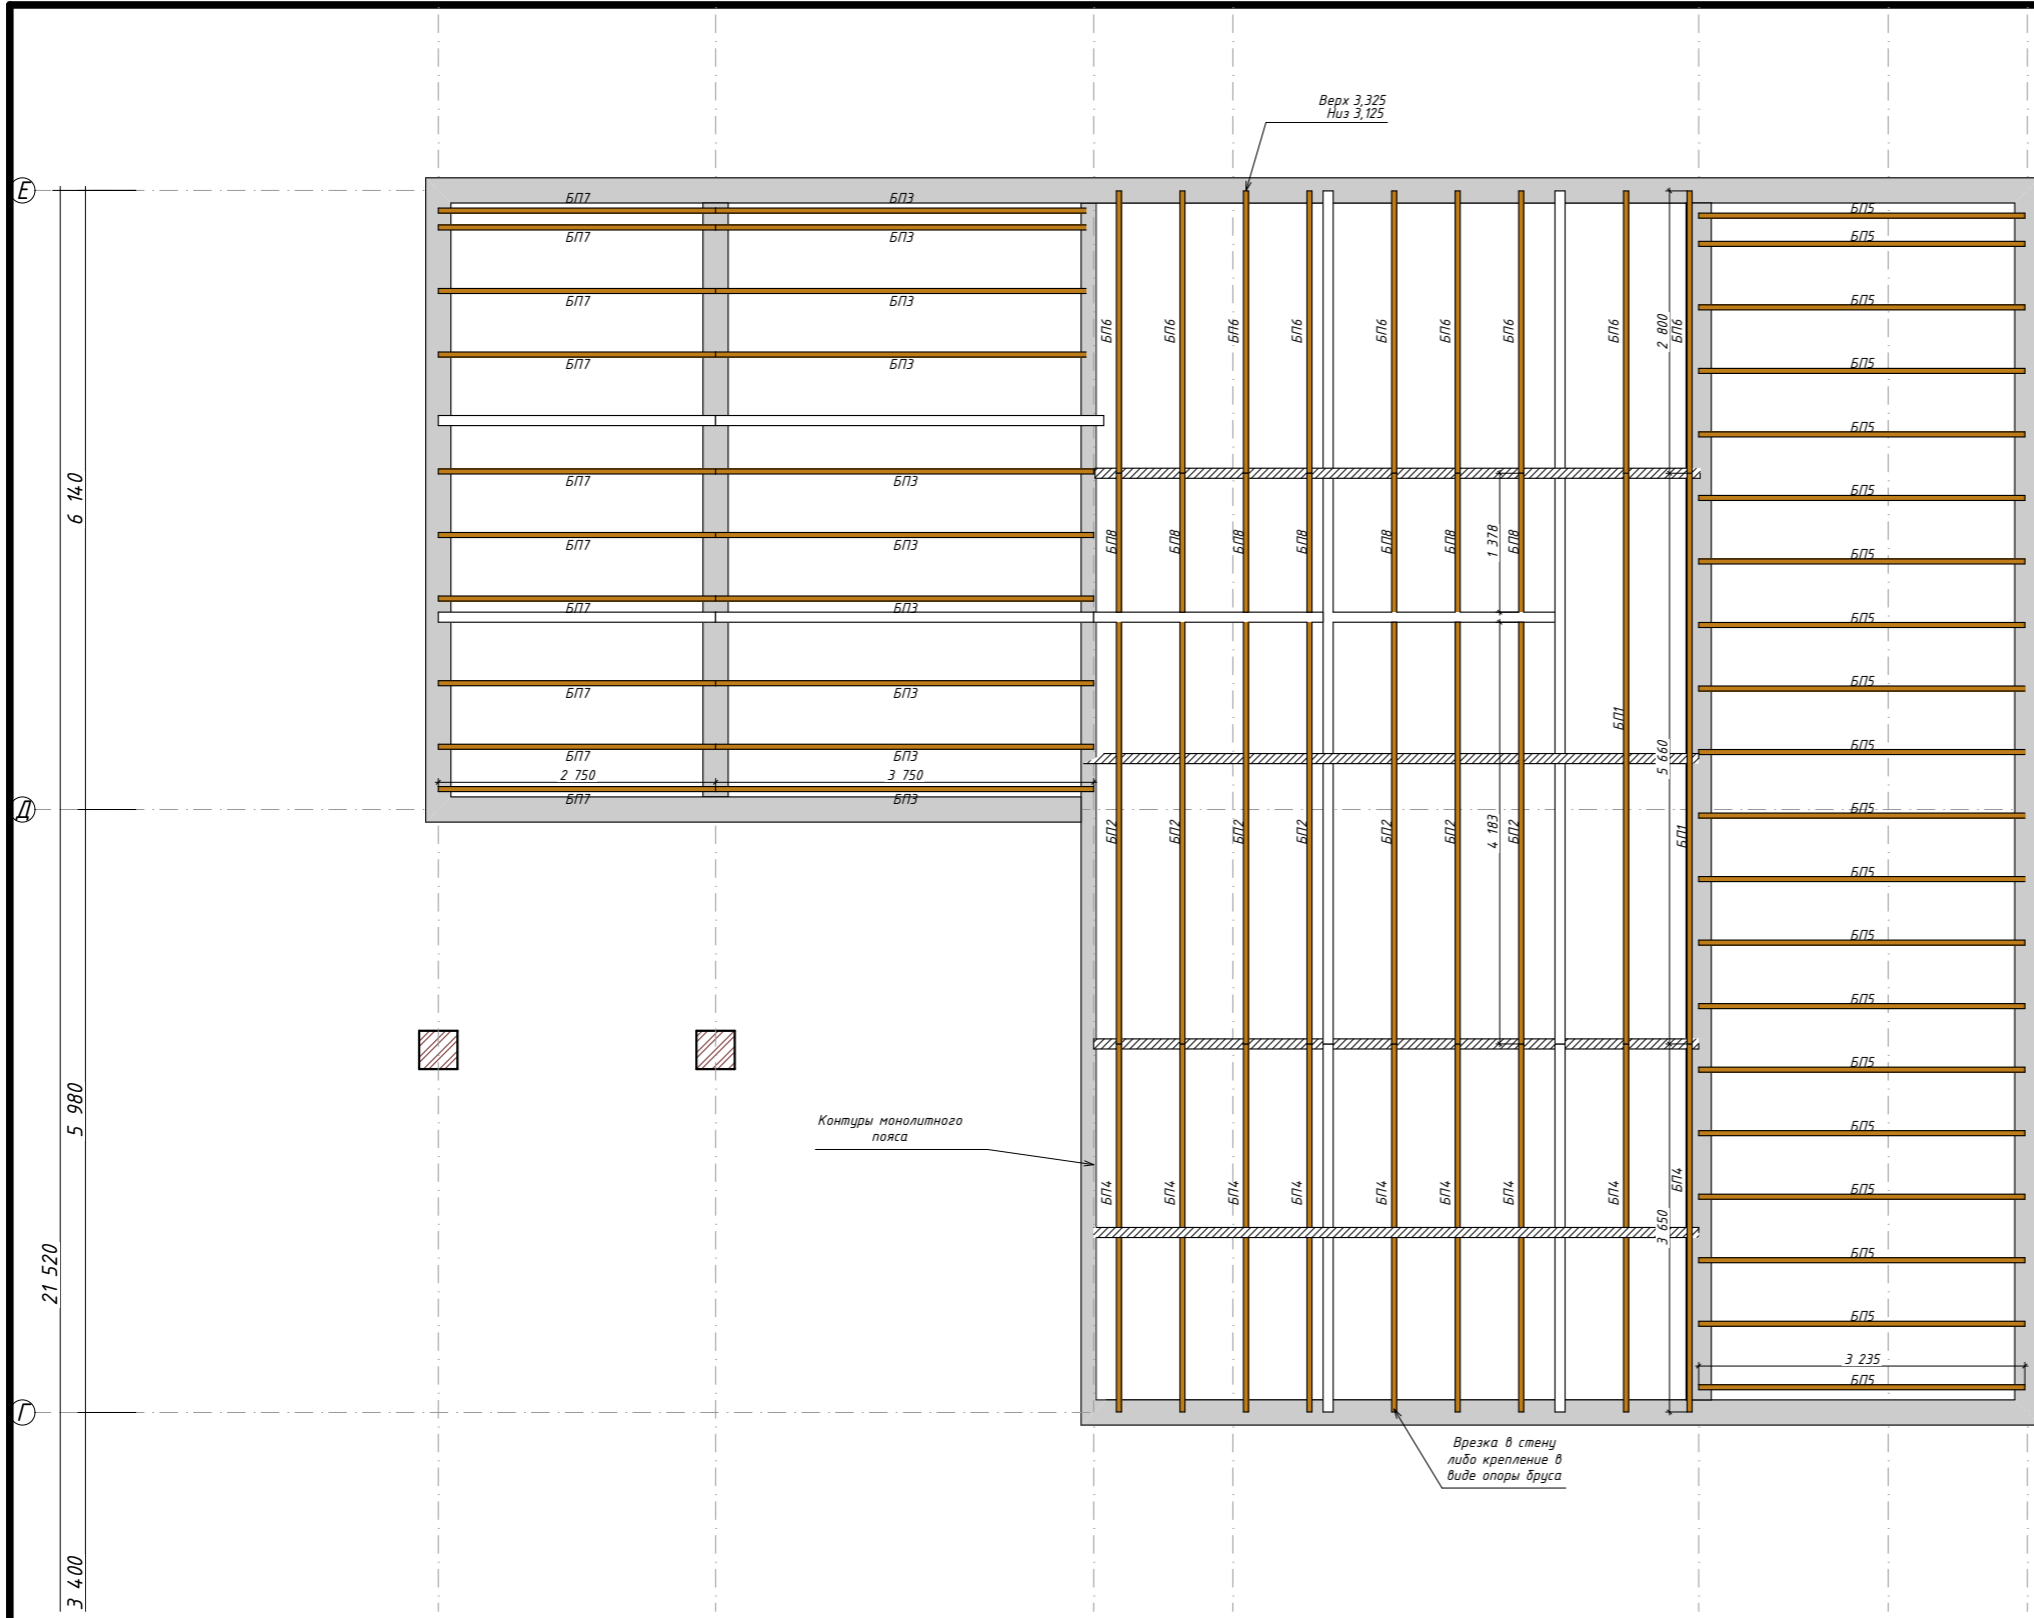 Верх 3,325
Низ 3,125
Е
БП7
БП3
БП5
БП7
БП3
БП5
БП7
БП3
БП5
БП6
БП6
БП6
БП6
БП6
БП6
БП6
БП6
2 800
БП6
БП7
БП3
БП5
БП5
6 140
БП7
БП3
БП5
БП7
БП3
БП8
БП8
БП8
БП8
БП8
БП8
1 378
БП8
БП5
БП7
БП3
БП5
БП7
БП3
БП1
БП5
БП7
БП3
5 660
БП5
2 750
3 750
БП7
БП3
Д
БП2
БП2
БП2
БП2
БП2
БП2
4 183
БП2
БП1
БП5
БП5
БП5
БП5
5 980
Контуры монолитного
пояса
БП5
БП5
БП4
БП4
БП4
БП4
БП4
БП4
БП4
БП4
БП4
БП5
3 650
21 520
БП5
БП5
3 235
БП5
Г
Врезка в стену
либо крепление в
виде опоры бруса
3 400